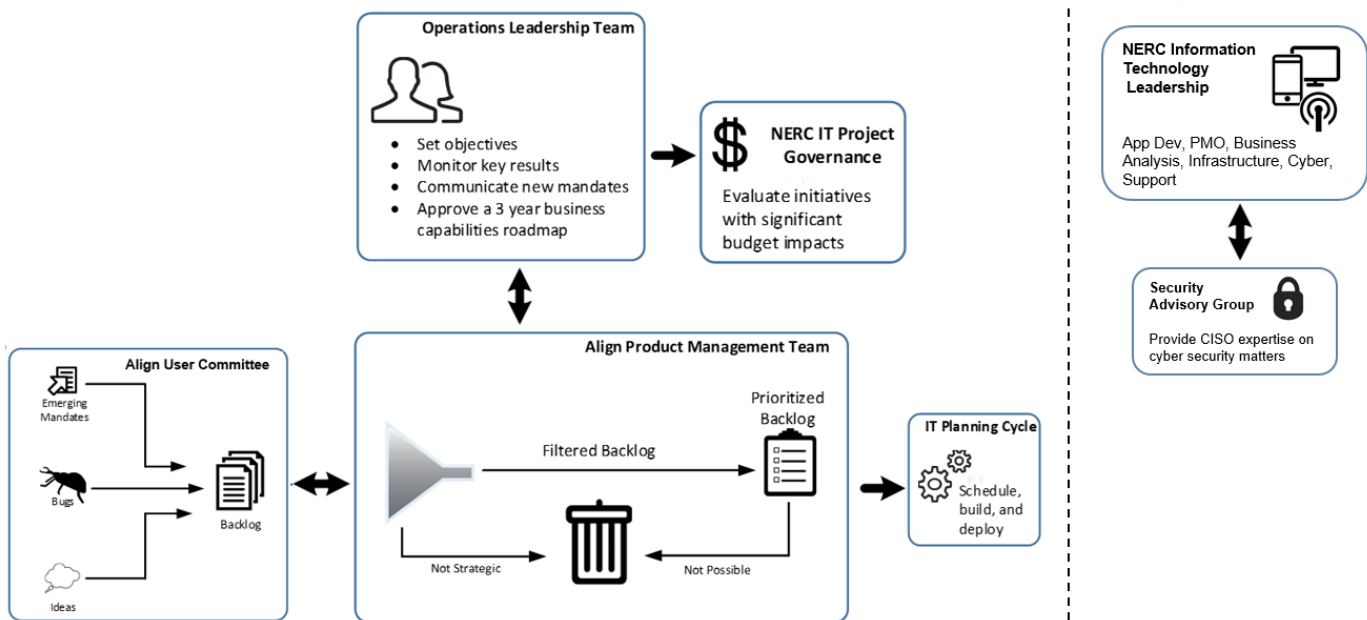 Operations Leadership Team
• Set objectives
• Monitor key results
• Communicate new mandates
• Approve a 3 year business
capabilities roadmap
$ NERC IT Project
Governance
Evaluate initiatives
with significant
budget impacts
NERC Information
Technology
Leadership
App Dev, PMO, Business
Analysis, Infrastructure, Cyber,
Support
Security
Advisory Group
Provide CISO expertise on
cyber security matters
Align User Committee
Emerging
Mandates
Bugs
Backlog
Ideas
Align Product Management Team
Prioritized
Backlog
Filtered Backlog
Not Strategic
Not Possible
IT Planning Cycle
Schedule,
build, and
deploy